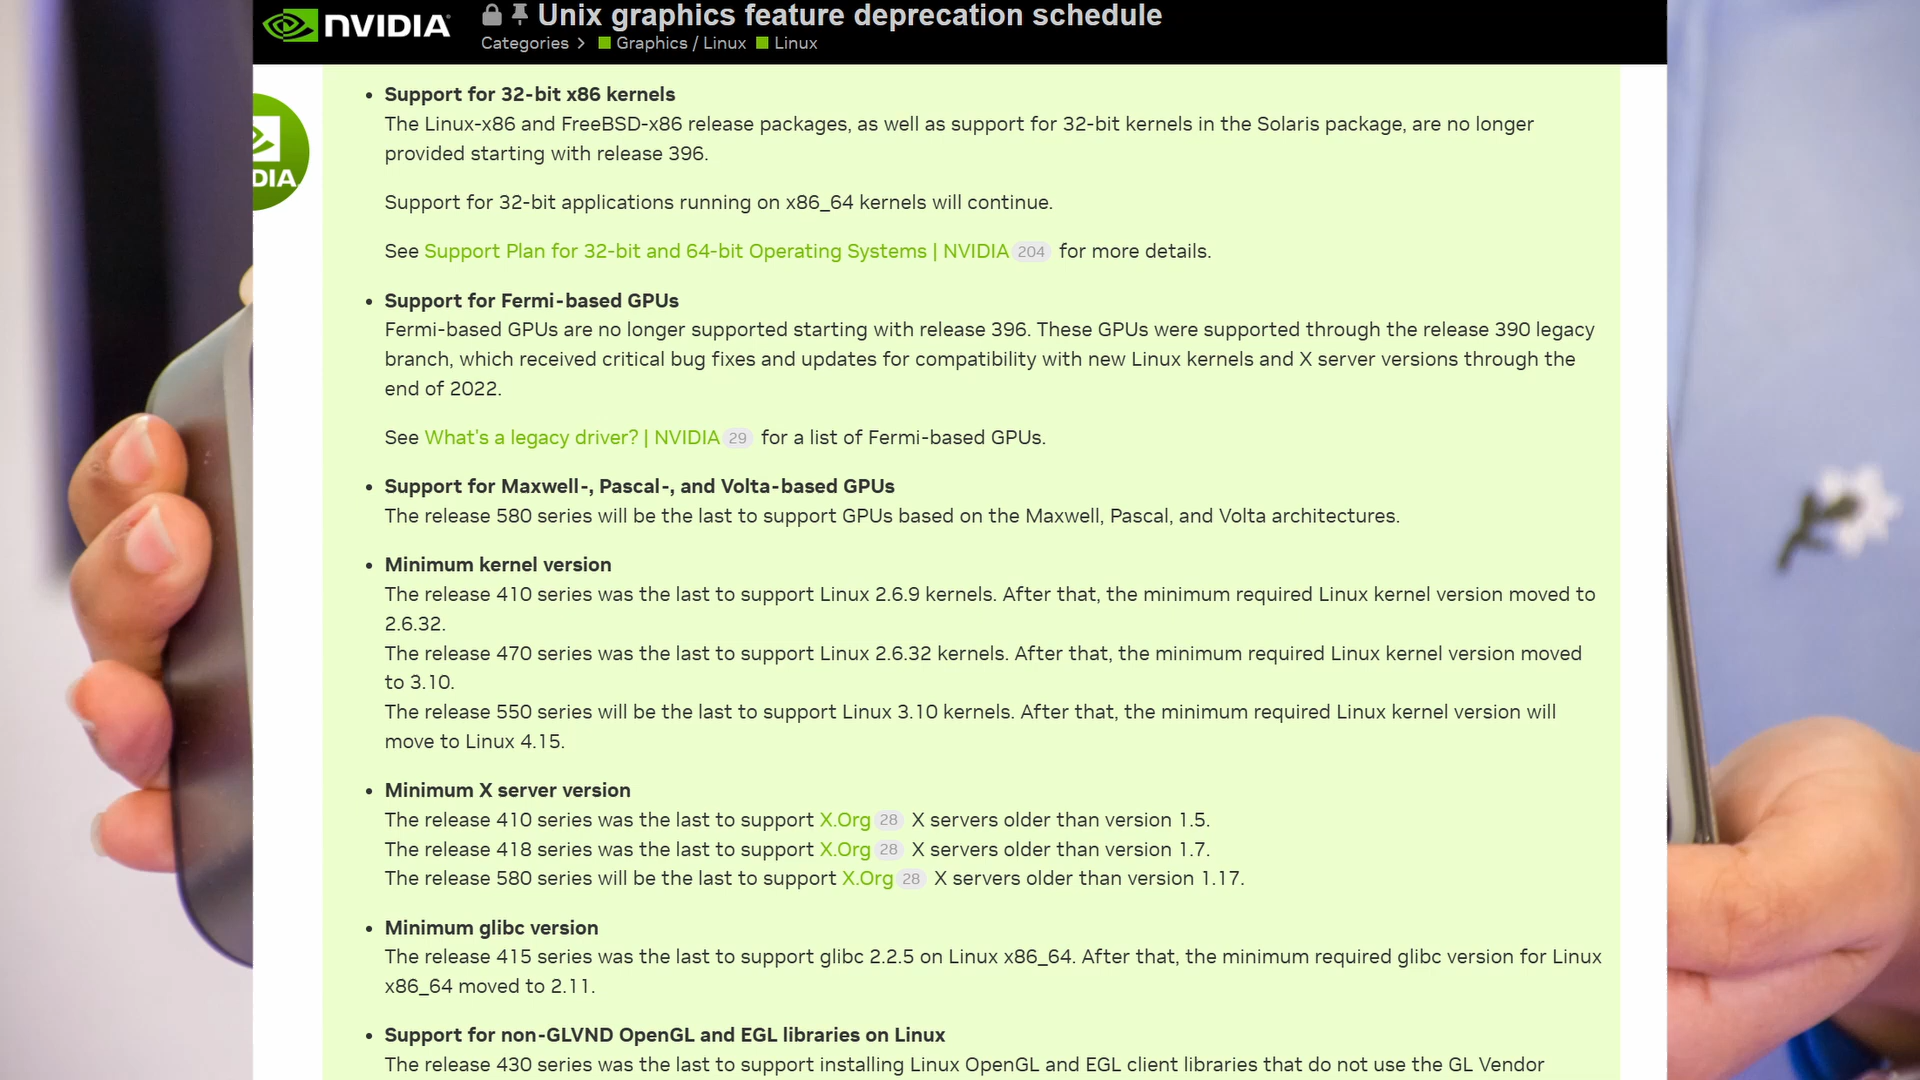 NVIDIA
Unix graphics feature deprecation schedule
Categories > Graphics / Linux Linux
DIA
• Support for 32-bit x86 kernels
The Linux-x86 and FreeBSD-x86 release packages, as well as support for 32-bit kernels in the Solaris package, are no longer
provided starting with release 396.
Support for 32-bit applications running on x86_64 kernels will continue.
See Support Plan for 32-bit and 64-bit Operating Systems | NVIDIA 204 for more details.
• Support for Fermi-based GPUs
Fermi-based GPUs are no longer supported starting with release 396. These GPUs were supported through the release 390 legacy
branch, which received critical bug fixes and updates for compatibility with new Linux kernels and X server versions through the
end of 2022.
See What's a legacy driver? | NVIDIA 29 for a list of Fermi-based GPUs.
• Support for Maxwell-, Pascal-, and Volta-based GPUs
The release 580 series will be the last to support GPUs based on the Maxwell, Pascal, and Volta architectures.
• Minimum kernel version
The release 410 series was the last to support Linux 2.6.9 kernels. After that, the minimum required Linux kernel version moved to
2.6.32.
The release 470 series was the last to support Linux 2.6.32 kernels. After that, the minimum required Linux kernel version moved
to 3.10.
The release 550 series will be the last to support Linux 3.10 kernels. After that, the minimum required Linux kernel version will
move to Linux 4.15.
• Minimum X server version
The release 410 series was the last to support X.Org 28 X servers older than version 1.5.
The release 418 series was the last to support X.Org 28 X servers older than version 1.7.
The release 580 series will be the last to support X.Org 28 X servers older than version 1.17.
• Minimum glibc version
The release 415 series was the last to support glibc 2.2.5 on Linux x86_64. After that, the minimum required glibc version for Linux
x86_64 moved to 2.11.
• Support for non-GLVND OpenGL and EGL libraries on Linux
The release 430 series was the last to support installing Linux OpenGL and EGL client libraries that do not use the GL Vendor